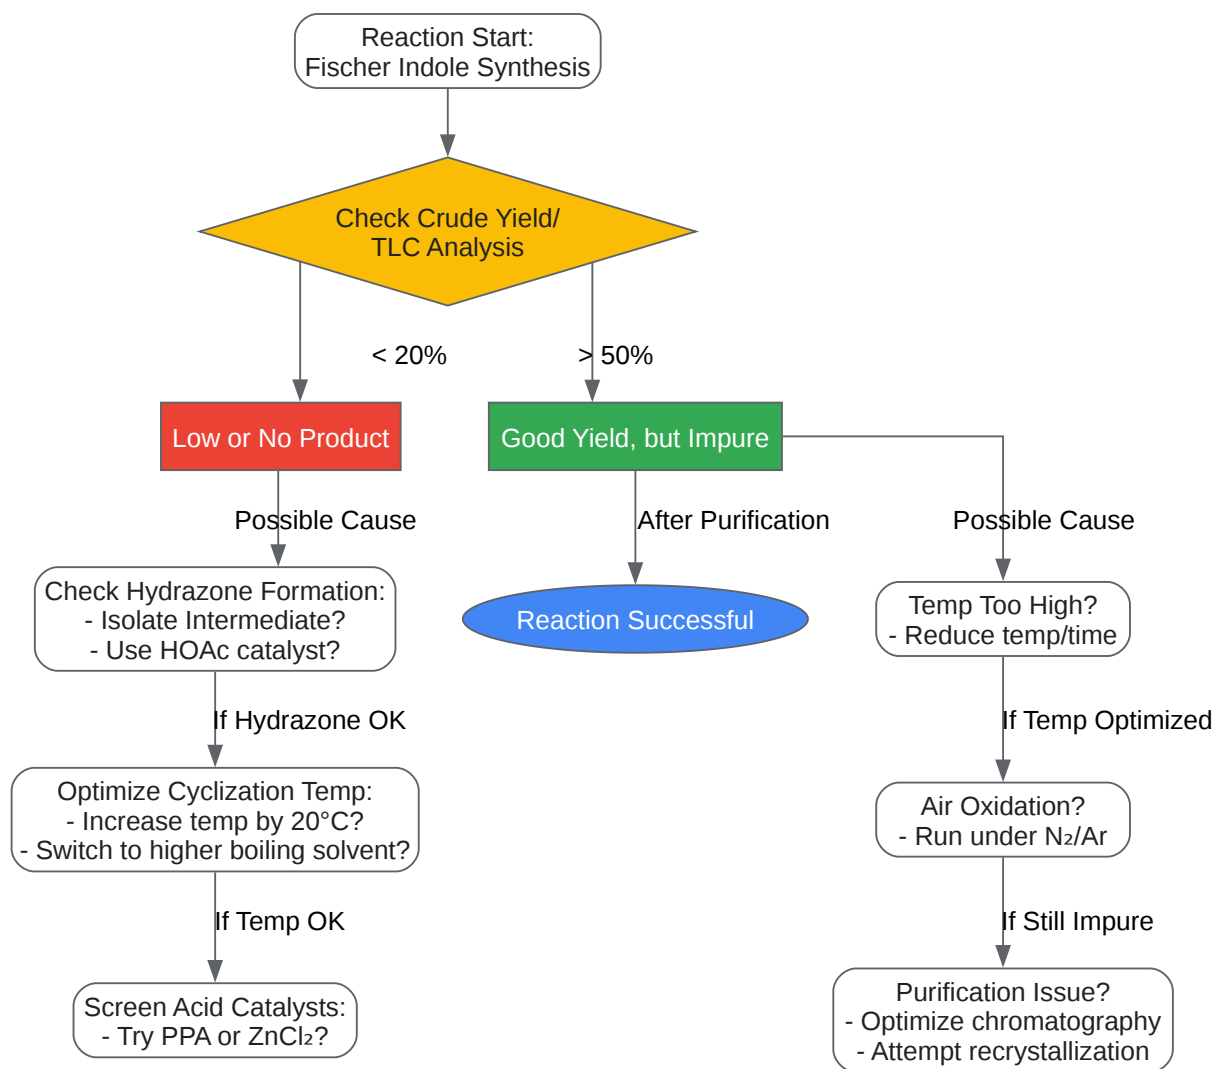 Reaction Start:
Fischer Indole Synthesis
Check Crude Yield/
TLC Analysis
< 20%
> 50%
Low or No Product
Good Yield, but Impure
Possible Cause
After Purification
Possible Cause
Check Hydrazone Formation:
- Isolate Intermediate?
- Use HOAc catalyst?
Reaction Successful
Temp Too High?
- Reduce temp/time
If Hydrazone OK
If Temp Optimized
Optimize Cyclization Temp:
- Increase temp by 20°C?
- Switch to higher boiling solvent?
Air Oxidation?
- Run under N₂/Ar
If Temp OK
If Still Impure
Screen Acid Catalysts:
- Try PPA or ZnCl₂?
Purification Issue?
- Optimize chromatography
- Attempt recrystallization